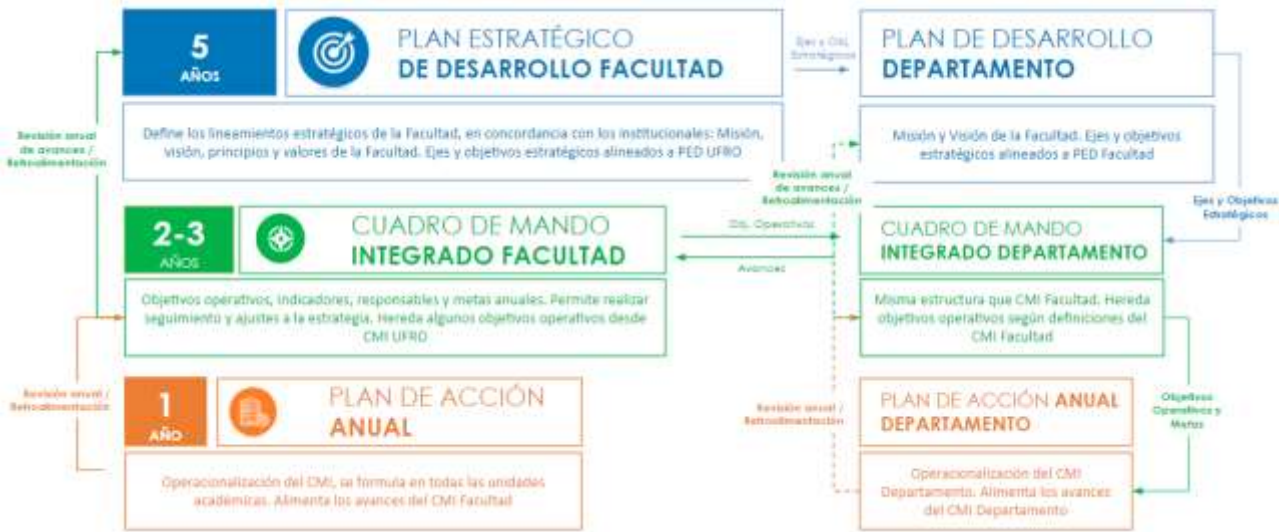 5
AÑOS
PLAN ESTRATÉGICO
DE DESARROLLO FACULTAD
Ejes y Obj.
Estratégicos
PLAN DE DESARROLLO
DEPARTAMENTO
Define los lineamientos estratégicos de la Facultad, en concordancia con los institucionales: Misión,
visión, principios y valores de la Facultad. Ejes y objetivos estratégicos alineados a PED UFRO
Misión y Visión de la Facultad. Ejes y objetivos
estratégicos alineados a PED Facultad
Revisión anual
de avances /
Retroalimentación
Revisión anual
de avances /
Retroalimentación
Ejes y Objetivos
Estratégicos
2-3
AÑOS
CUADRO DE MANDO
INTEGRADO FACULTAD
Obj. Operativos
Avances
CUADRO DE MANDO
INTEGRADO DEPARTAMENTO
Objetivos operativos, indicadores, responsables y metas anuales. Permite realizar
seguimiento y ajustes a la estrategia. Hereda algunos objetivos operativos desde
CMI UFRO
Misma estructura que CMI Facultad. Hereda
objetivos operativos según definiciones del
CMI Facultad
Revisión anual /
Retroalimentación
1
AÑO
PLAN DE ACCIÓN
ANUAL
Revisión anual /
Retroalimentación
PLAN DE ACCIÓN ANUAL
DEPARTAMENTO
Objetivos
Operativos y
Metas
Operacionalización del CMI, se formula en todas las unidades
académicas. Alimenta los avances del CMI Facultad
Operacionalización del CMI
Departamento. Alimenta los avances
del CMI Departamento